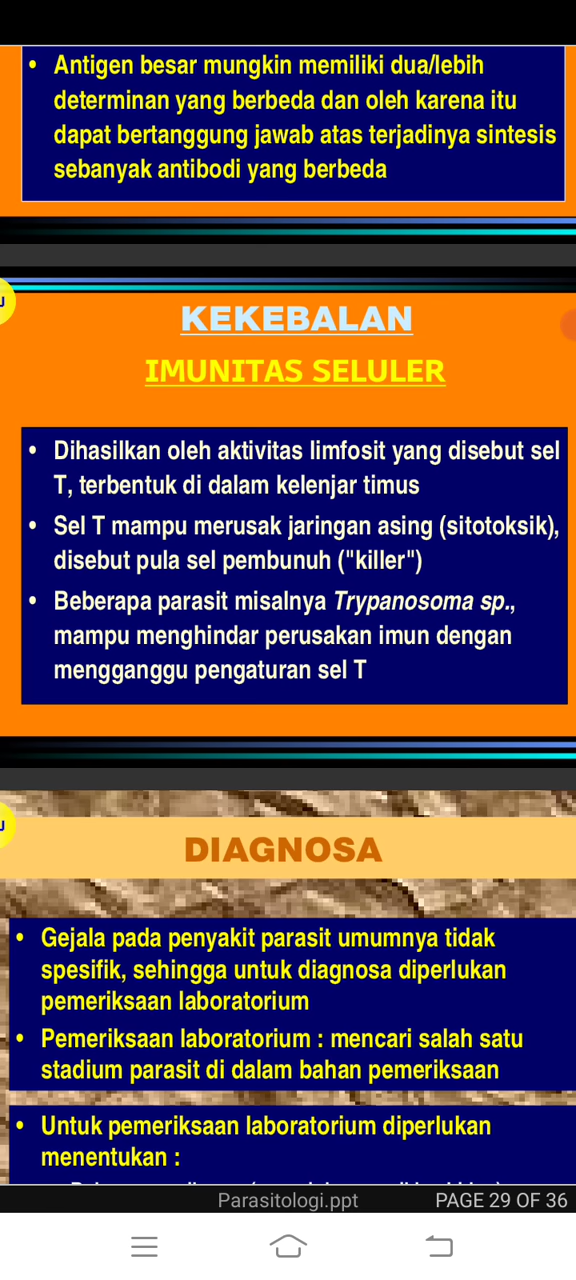 • Antigen besar mungkin memiliki dua/lebih
determinan yang berbeda dan oleh karena itu
dapat bertanggung jawab atas terjadinya sintesis
sebanyak antibodi yang berbeda
KEKEBALAN
IMUNITAS SELULER
• Dihasilkan oleh aktivitas limfosit yang disebut sel
T, terbentuk di dalam kelenjar timus
• Sel T mampu merusak jaringan asing (sitotoksik),
disebut pula sel pembunuh ("killer")
• Beberapa parasit misalnya Trypanosoma sp.,
mampu menghindar perusakan imun dengan
mengganggu pengaturan sel T
DIAGNOSA
• Gejala pada penyakit parasit umumnya tidak
spesifik, sehingga untuk diagnosa diperlukan
pemeriksaan laboratorium
• Pemeriksaan laboratorium : mencari salah satu
stadium parasit di dalam bahan pemeriksaan
• Untuk pemeriksaan laboratorium diperlukan
menentukan :
Parasitologi.ppt PAGE 29 OF 36